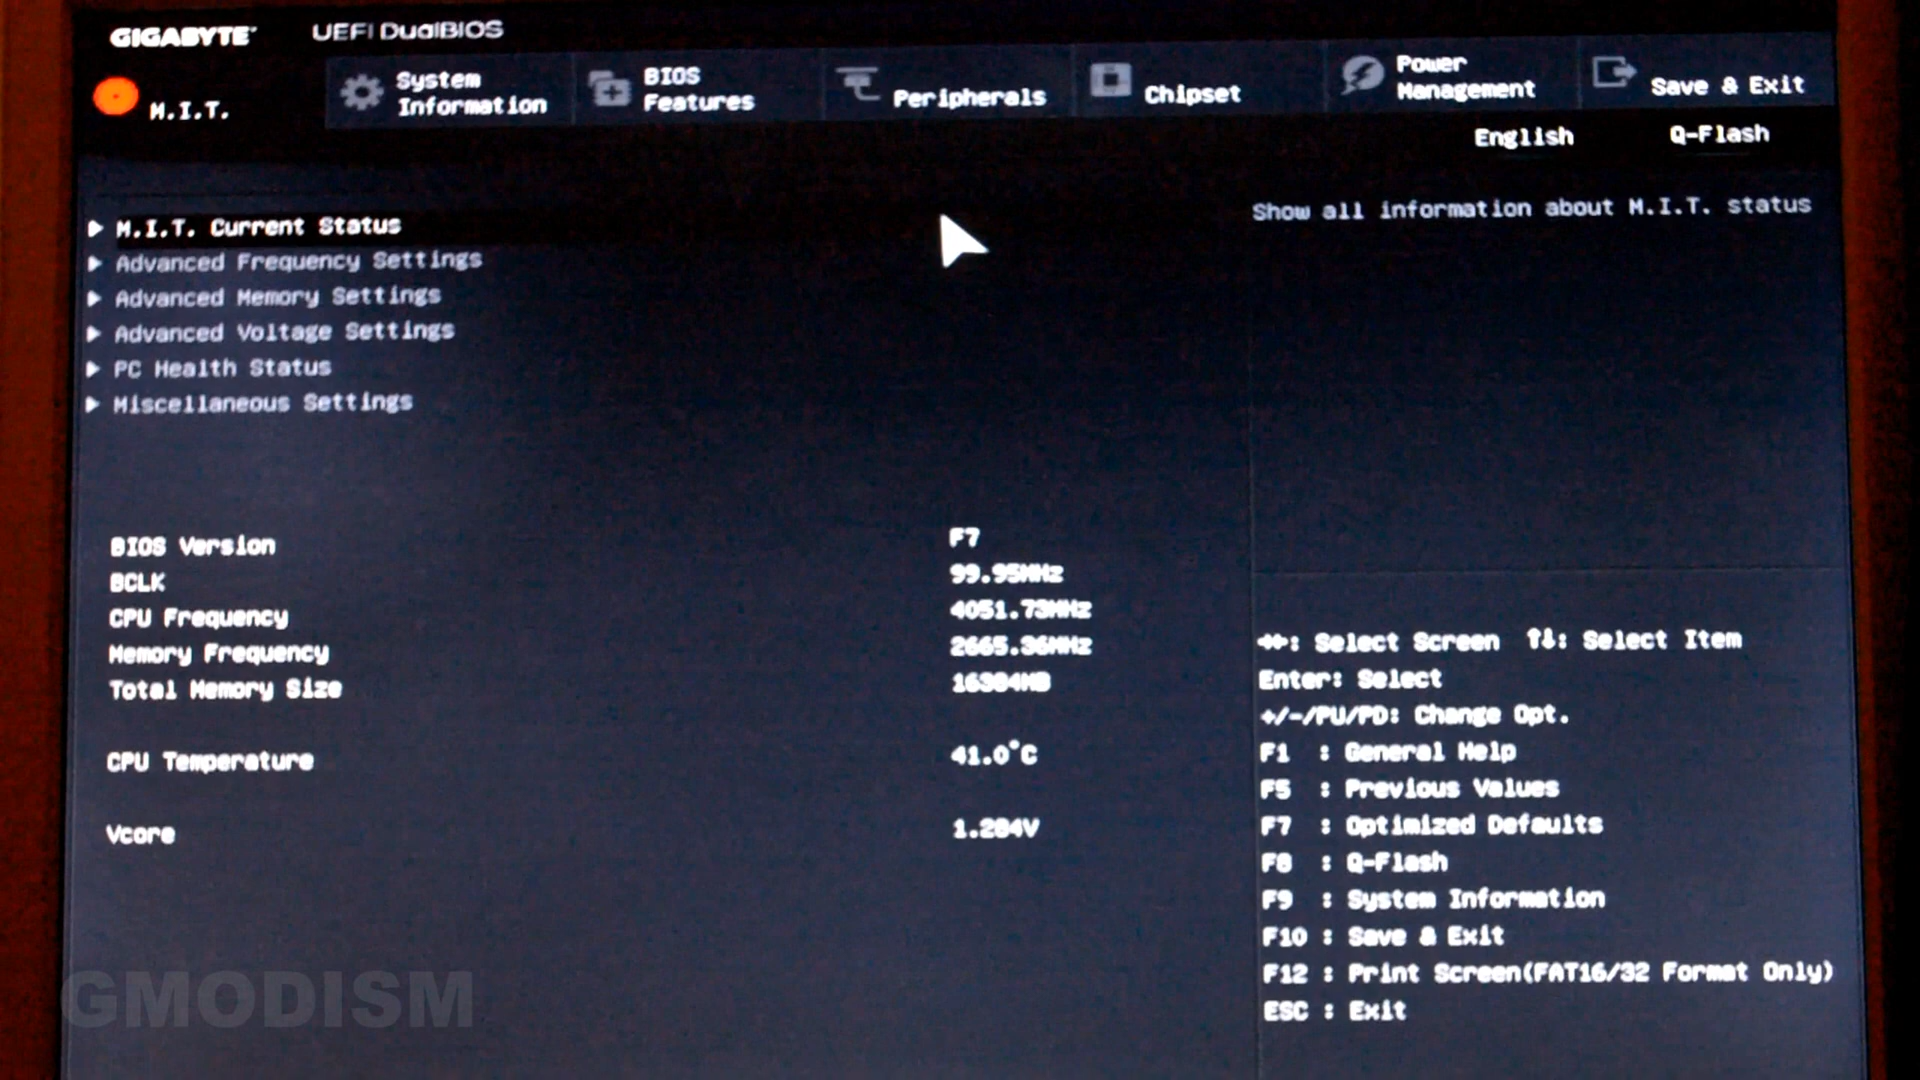 GIGABYTE UEFI DualBIOS
M.I.T.
System Information
BIOS Features
Peripherals
Chipset
Power Management
Save & Exit
English Q-Flash
M.I.T. Current Status
Advanced Frequency Settings
Advanced Memory Settings
Advanced Voltage Settings
PC Health Status
Miscellaneous Settings
Show all information about M.I.T. status
BIOS Version F7
BCLK 99.95MHz
CPU Frequency 4051.73MHz
Memory Frequency 2665.36MHz
Total Memory Size 16384MB
CPU Temperature 41.0°C
Vcore 1.284V
→←: Select Screen ↑↓: Select Item
Enter: Select
+/-/PU/PD: Change Opt.
F1 : General Help
F5 : Previous Values
F7 : Optimized Defaults
F8 : Q-Flash
F9 : System Information
F10 : Save & Exit
F12 : Print Screen(FAT16/32 Format Only)
ESC : Exit
GMODISM